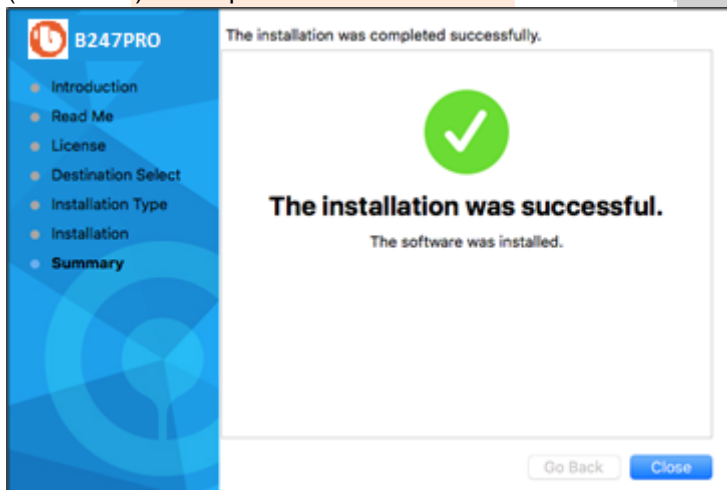 B247PRO
The installation was completed successfully.
Introduction
Read Me
License
Destination Select
Installation Type
Installation
Summary
The installation was successful.
The software was installed.
Go Back
Close